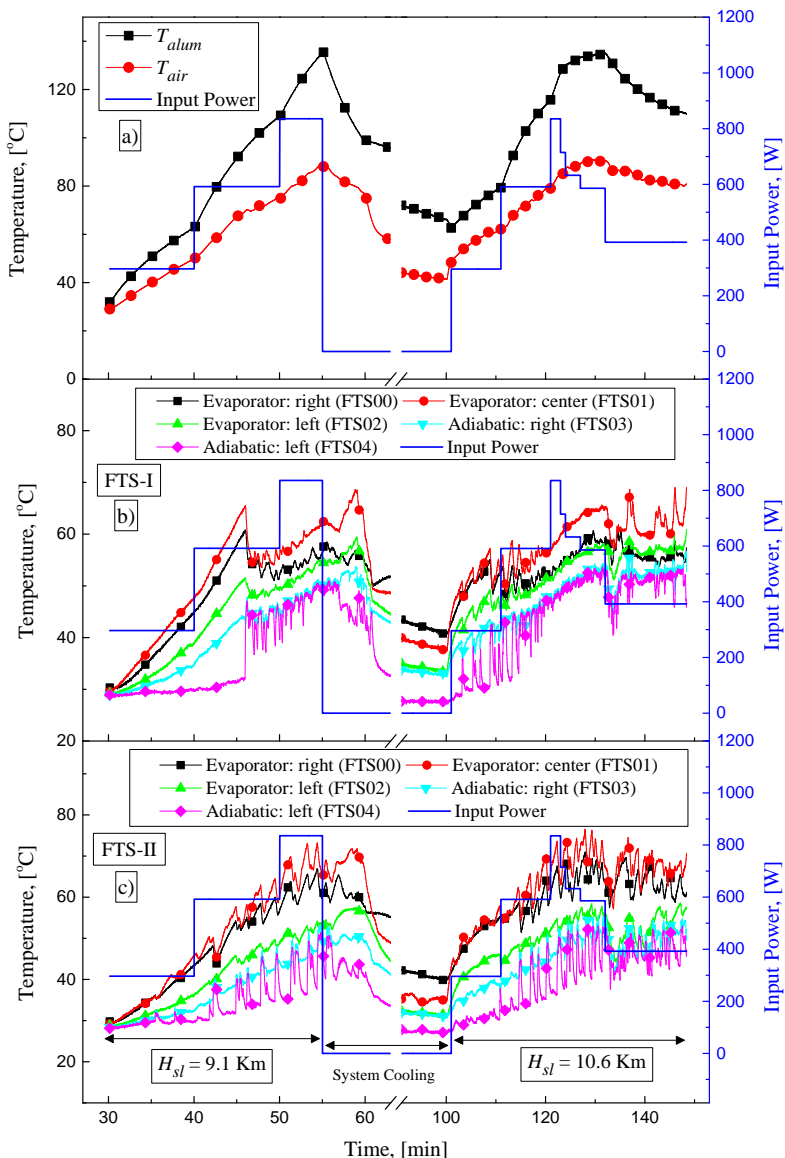 T_alum
T_air
Input Power
a)
Temperature, [°C]
120
80
40
0
1200
1000
800
600
400
200
0
Input Power, [W]
Evaporator: right (FTS00)
Evaporator: center (FTS01)
Evaporator: left (FTS02)
Adiabatic: right (FTS03)
Adiabatic: left (FTS04)
Input Power
FTS-I
b)
Temperature, [°C]
80
60
40
20
1200
1000
800
600
400
200
0
Input Power, [W]
Evaporator: right (FTS00)
Evaporator: center (FTS01)
Evaporator: left (FTS02)
Adiabatic: right (FTS03)
Adiabatic: left (FTS04)
Input Power
FTS-II
c)
Temperature, [°C]
80
60
40
20
1200
1000
800
600
400
200
0
Input Power, [W]
H_sl = 9.1 Km
System Cooling
H_sl = 10.6 Km
30 40 50 60 100 120 140
Time, [min]